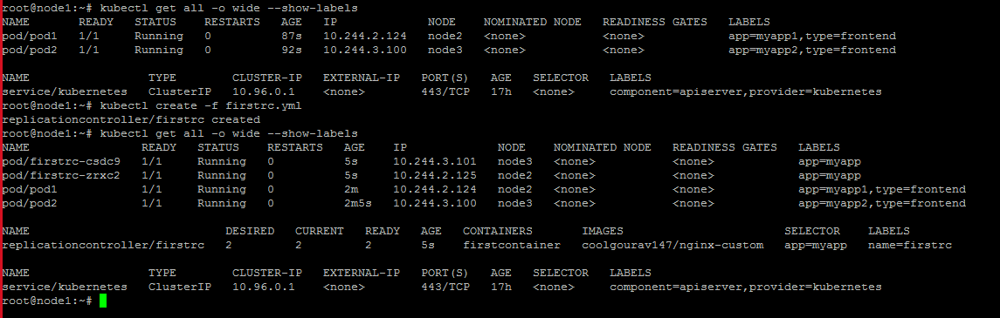 root@node1:~# kubectl get all -o wide --show-labels
NAME READY STATUS RESTARTS AGE IP NODE NOMINATED NODE READINESS GATES LABELS
pod/pod1 1/1 Running 0 87s 10.244.2.124 node2 <none> <none> app=myapp1,type=frontend
pod/pod2 1/1 Running 0 92s 10.244.3.100 node3 <none> <none> app=myapp2,type=frontend
NAME TYPE CLUSTER-IP EXTERNAL-IP PORT(S) AGE SELECTOR LABELS
service/kubernetes ClusterIP 10.96.0.1 <none> 443/TCP 17h <none> component=apiserver,provider=kubernetes
root@node1:~# kubectl create -f firstrc.yml
replicationcontroller/firstrc created
root@node1:~# kubectl get all -o wide --show-labels
NAME READY STATUS RESTARTS AGE IP NODE NOMINATED NODE READINESS GATES LABELS
pod/firstrc-csdc9 1/1 Running 0 5s 10.244.3.101 node3 <none> <none> app=myapp
pod/firstrc-zrxc2 1/1 Running 0 5s 10.244.2.125 node2 <none> <none> app=myapp
pod/pod1 1/1 Running 0 2m 10.244.2.124 node2 <none> <none> app=myapp1,type=frontend
pod/pod2 1/1 Running 0 2m5s 10.244.3.100 node3 <none> <none> app=myapp2,type=frontend
NAME DESIRED CURRENT READY AGE CONTAINERS IMAGES SELECTOR LABELS
replicationcontroller/firstrc 2 2 2 5s firstcontainer coolgourav147/nginx-custom app=myapp name=firstrc
NAME TYPE CLUSTER-IP EXTERNAL-IP PORT(S) AGE SELECTOR LABELS
service/kubernetes ClusterIP 10.96.0.1 <none> 443/TCP 17h <none> component=apiserver,provider=kubernetes
root@node1:~#